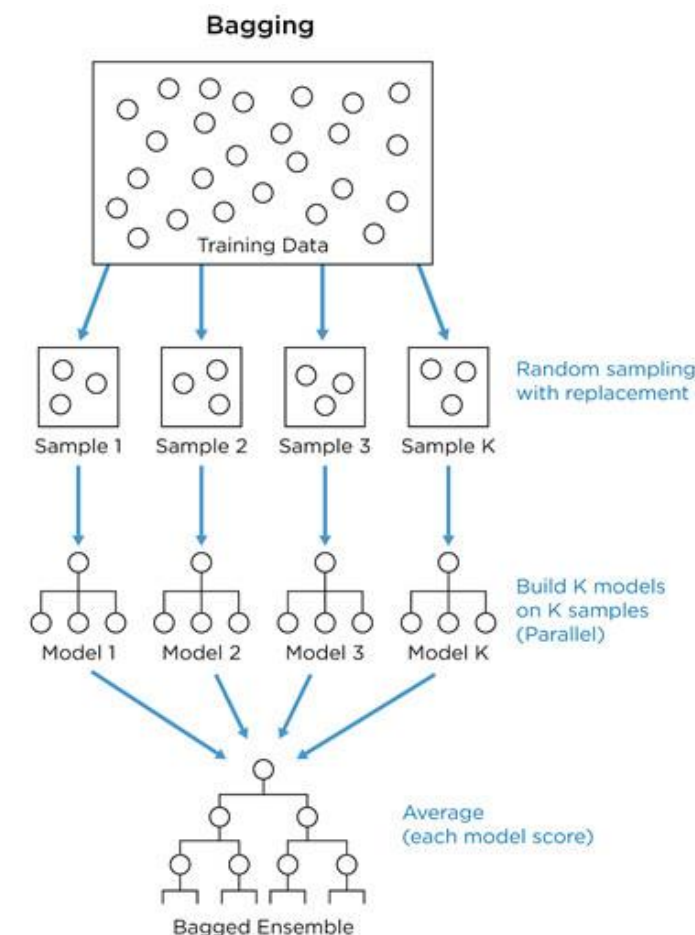 Bagging
Training Data
Random sampling
with replacement
Sample 1
Sample 2
Sample 3
Sample K
Build K models
on K samples
(Parallel)
Model 1
Model 2
Model 3
Model K
Average
(each model score)
Bagged Ensemble